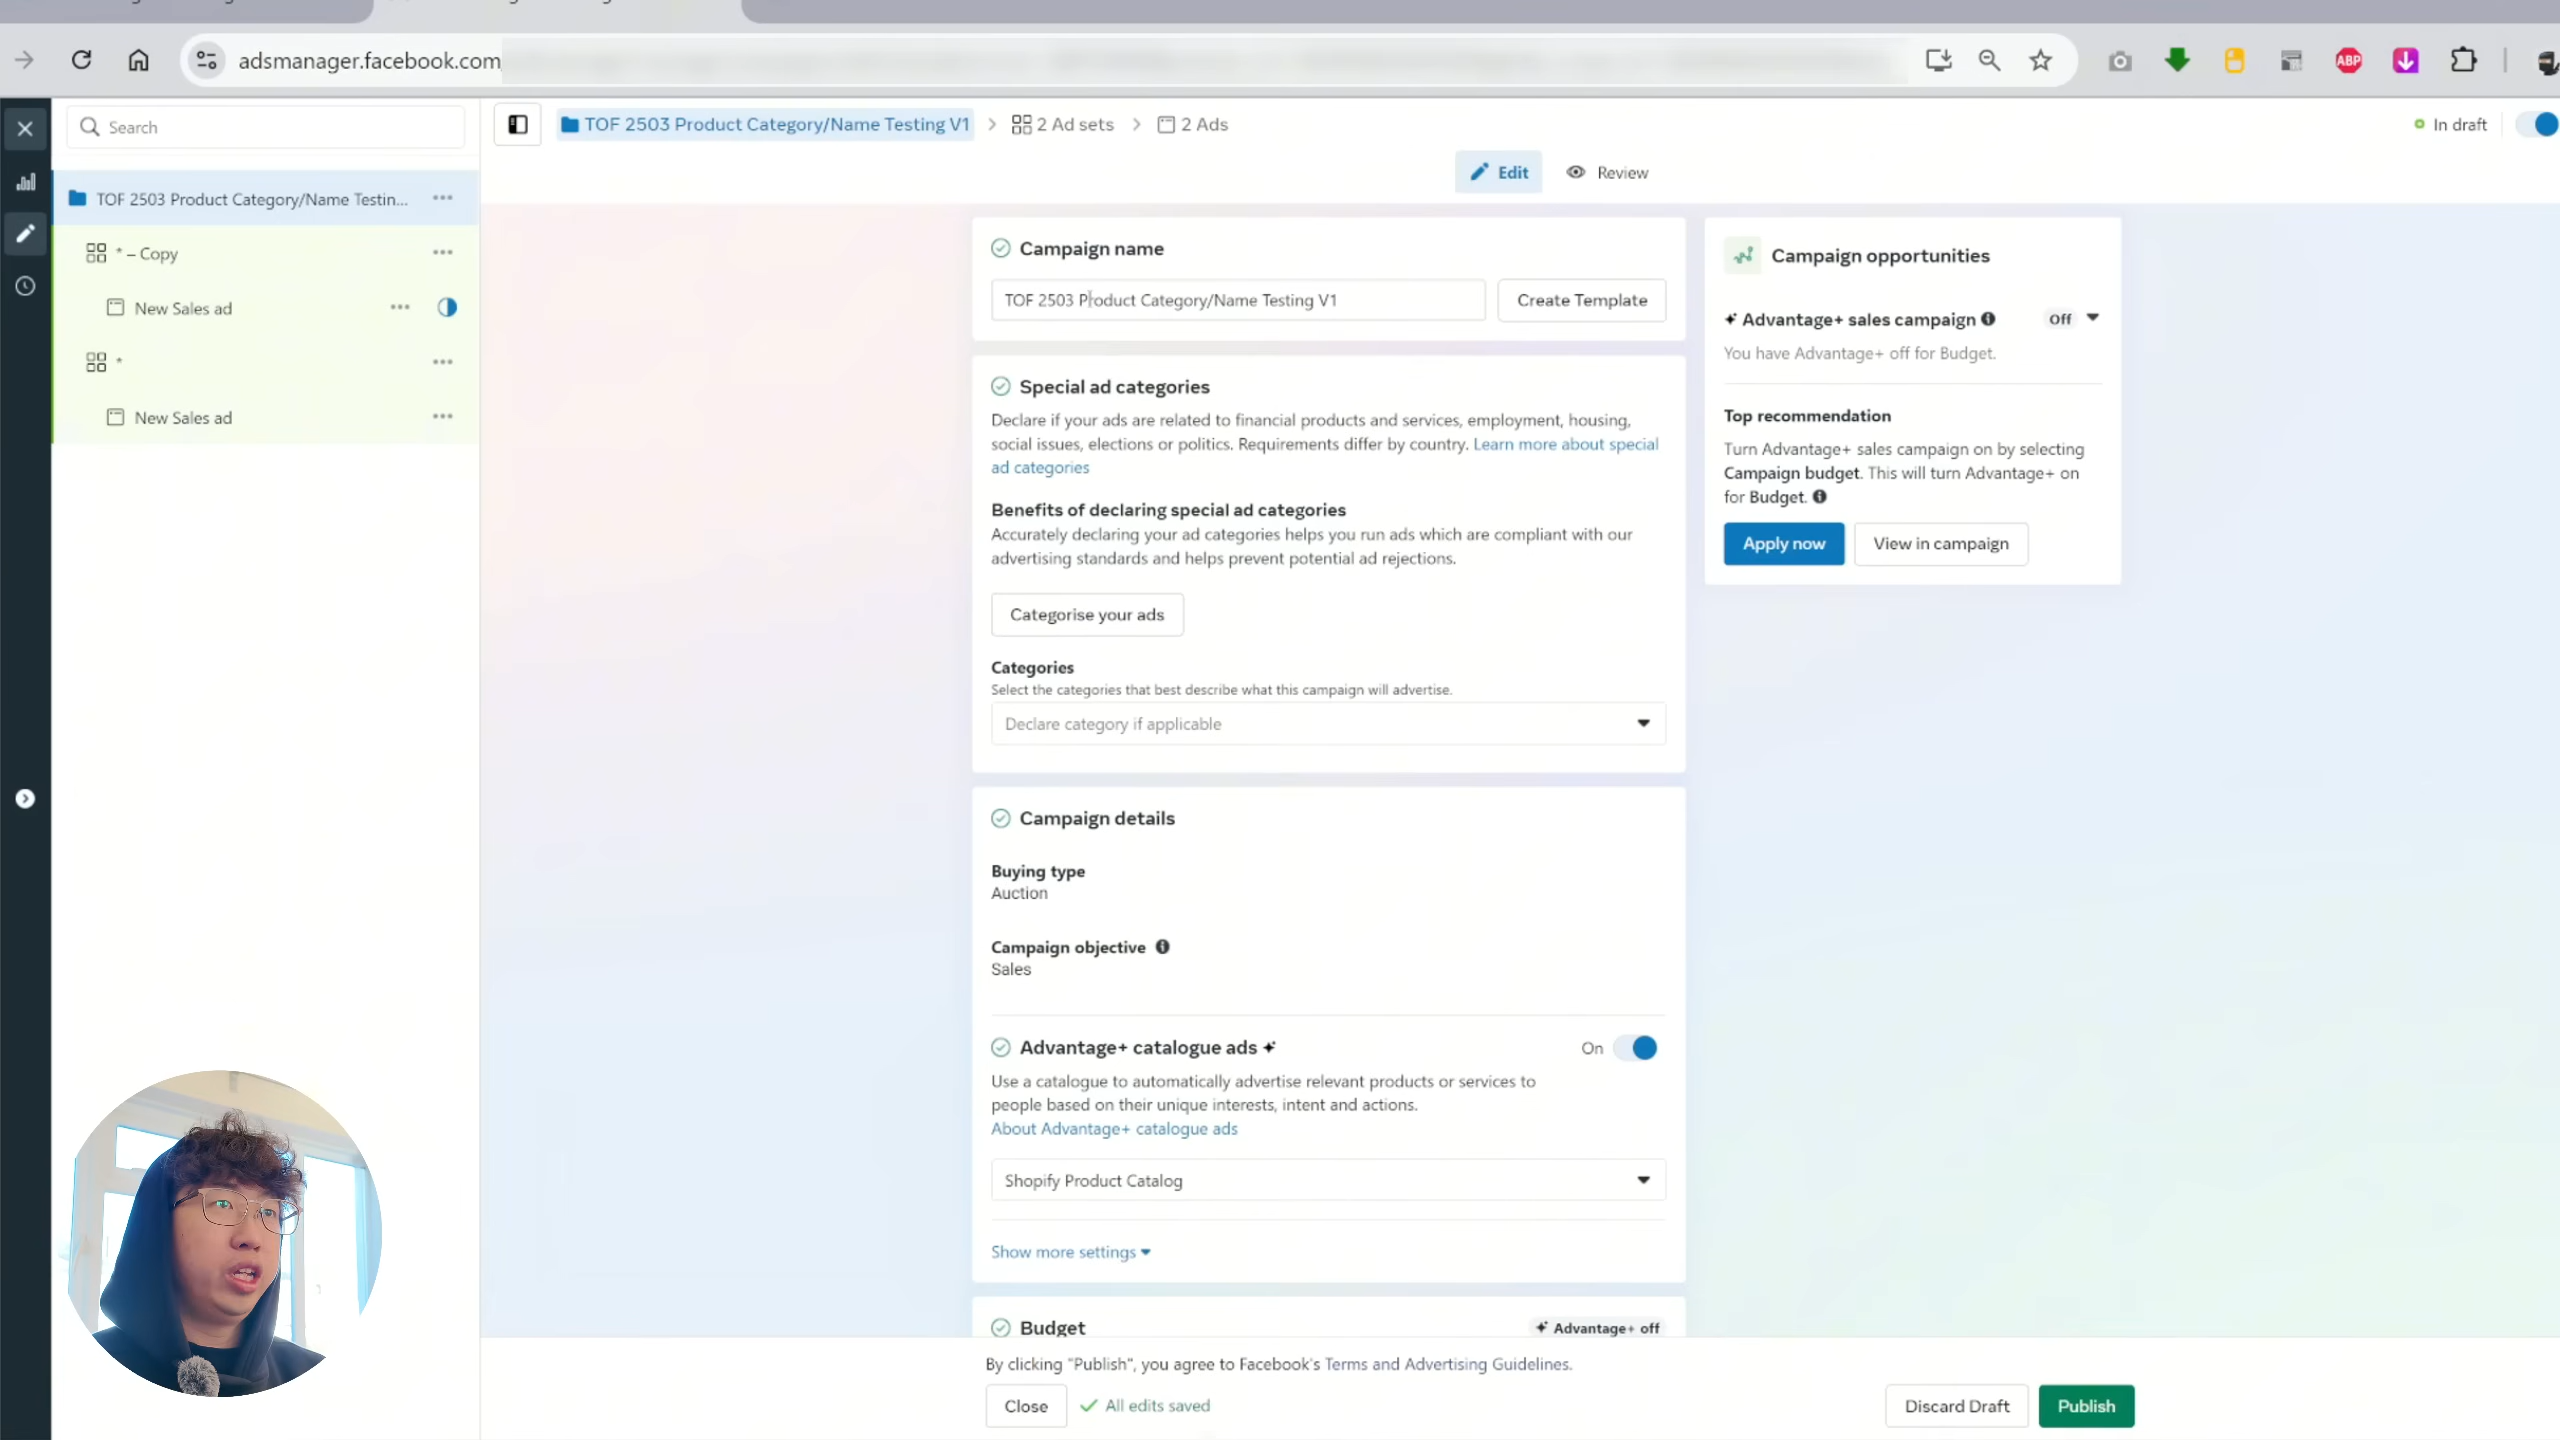 adsmanager.facebook.com
ABP
Search
TOF 2503 Product Category/Name Testing V1
2 Ad sets
2 Ads
In draft
Edit
Review
TOF 2503 Product Category/Name Testin...
* – Copy
New Sales ad
*
New Sales ad
Campaign name
TOF 2503 Product Category/Name Testing V1
Create Template
Special ad categories
Declare if your ads are related to financial products and services, employment, housing,
social issues, elections or politics. Requirements differ by country. Learn more about special
ad categories
Benefits of declaring special ad categories
Accurately declaring your ad categories helps you run ads which are compliant with our
advertising standards and helps prevent potential ad rejections.
Categorise your ads
Categories
Select the categories that best describe what this campaign will advertise.
Declare category if applicable
Campaign details
Buying type
Auction
Campaign objective
Sales
Advantage+ catalogue ads
On
Use a catalogue to automatically advertise relevant products or services to
people based on their unique interests, intent and actions.
About Advantage+ catalogue ads
Shopify Product Catalog
Show more settings
Budget
Advantage+ off
Campaign opportunities
Advantage+ sales campaign
Off
You have Advantage+ off for Budget.
Top recommendation
Turn Advantage+ sales campaign on by selecting
Campaign budget. This will turn Advantage+ on
for Budget.
Apply now
View in campaign
By clicking "Publish", you agree to Facebook's Terms and Advertising Guidelines.
Close
All edits saved
Discard Draft
Publish